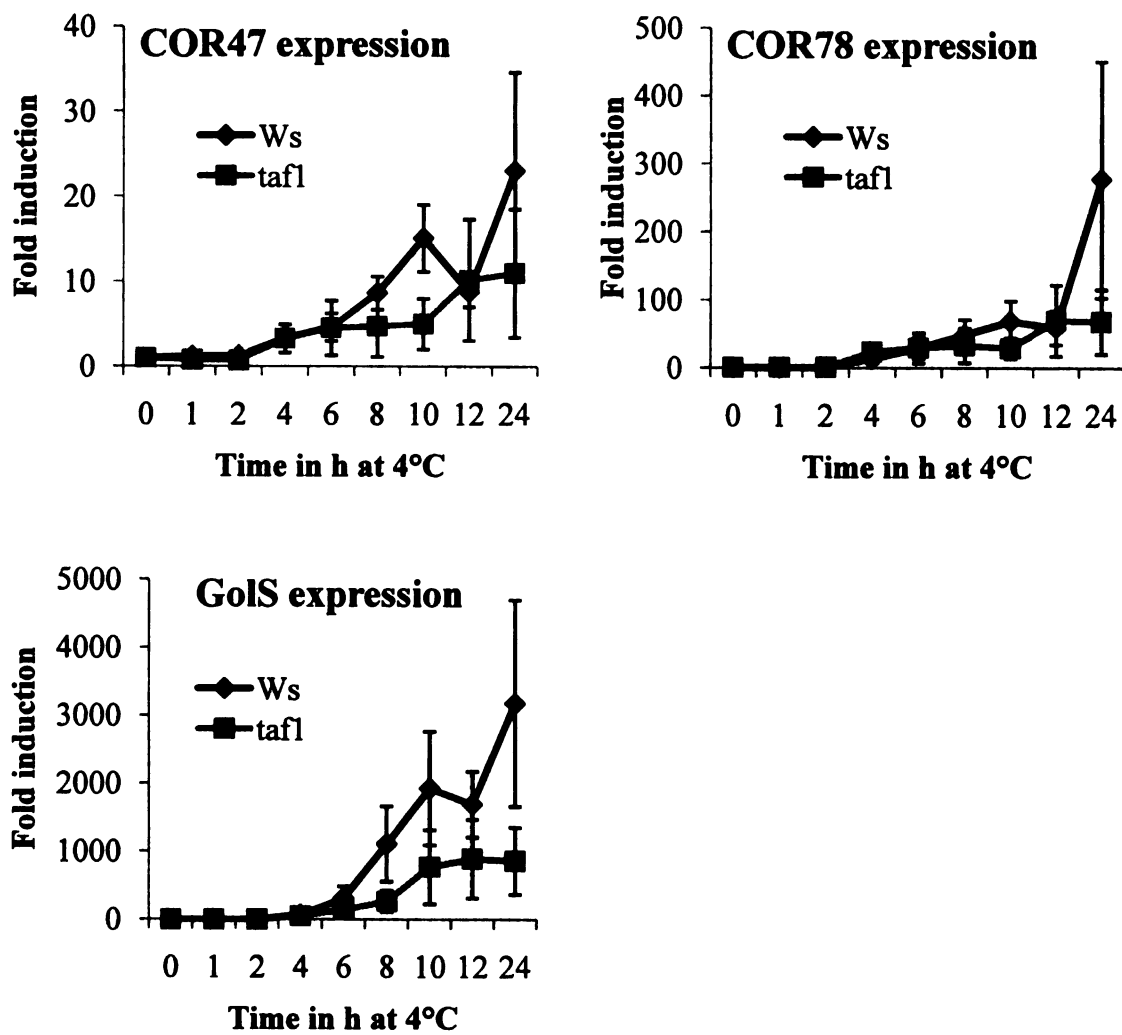 COR47 expression
40
30
20
10
0
Fold induction
Ws
taf1
0 1 2 4 6 8 10 12 24
Time in h at 4°C
COR78 expression
500
400
300
200
100
0
Fold induction
Ws
taf1
0 1 2 4 6 8 10 12 24
Time in h at 4°C
GolS expression
5000
4000
3000
2000
1000
0
Fold induction
Ws
taf1
0 1 2 4 6 8 10 12 24
Time in h at 4°C